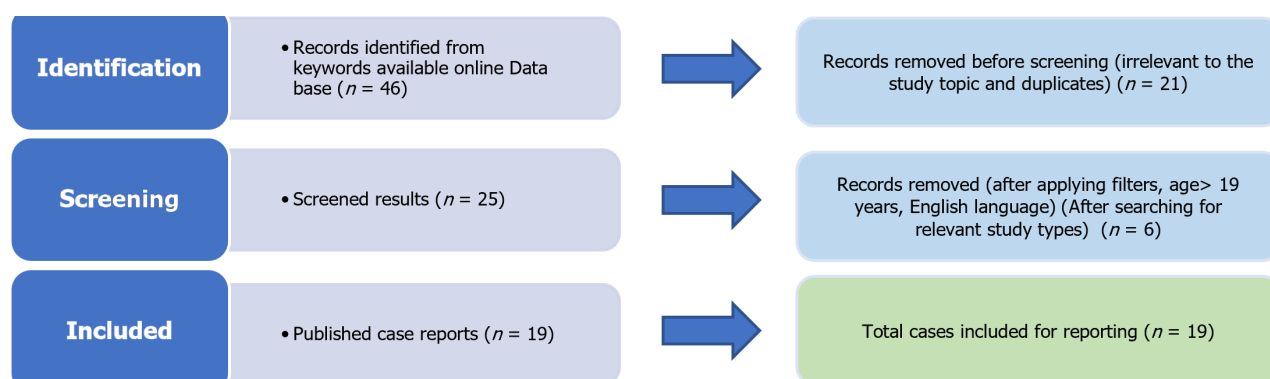 Identification
• Records identified from
keywords available online Data
base (n = 46)
Records removed before screening (irrelevant to the
study topic and duplicates) (n = 21)
Screening
• Screened results (n = 25)
Records removed (after applying filters, age> 19
years, English language) (After searching for
relevant study types) (n = 6)
Included
• Published case reports (n = 19)
Total cases included for reporting (n = 19)